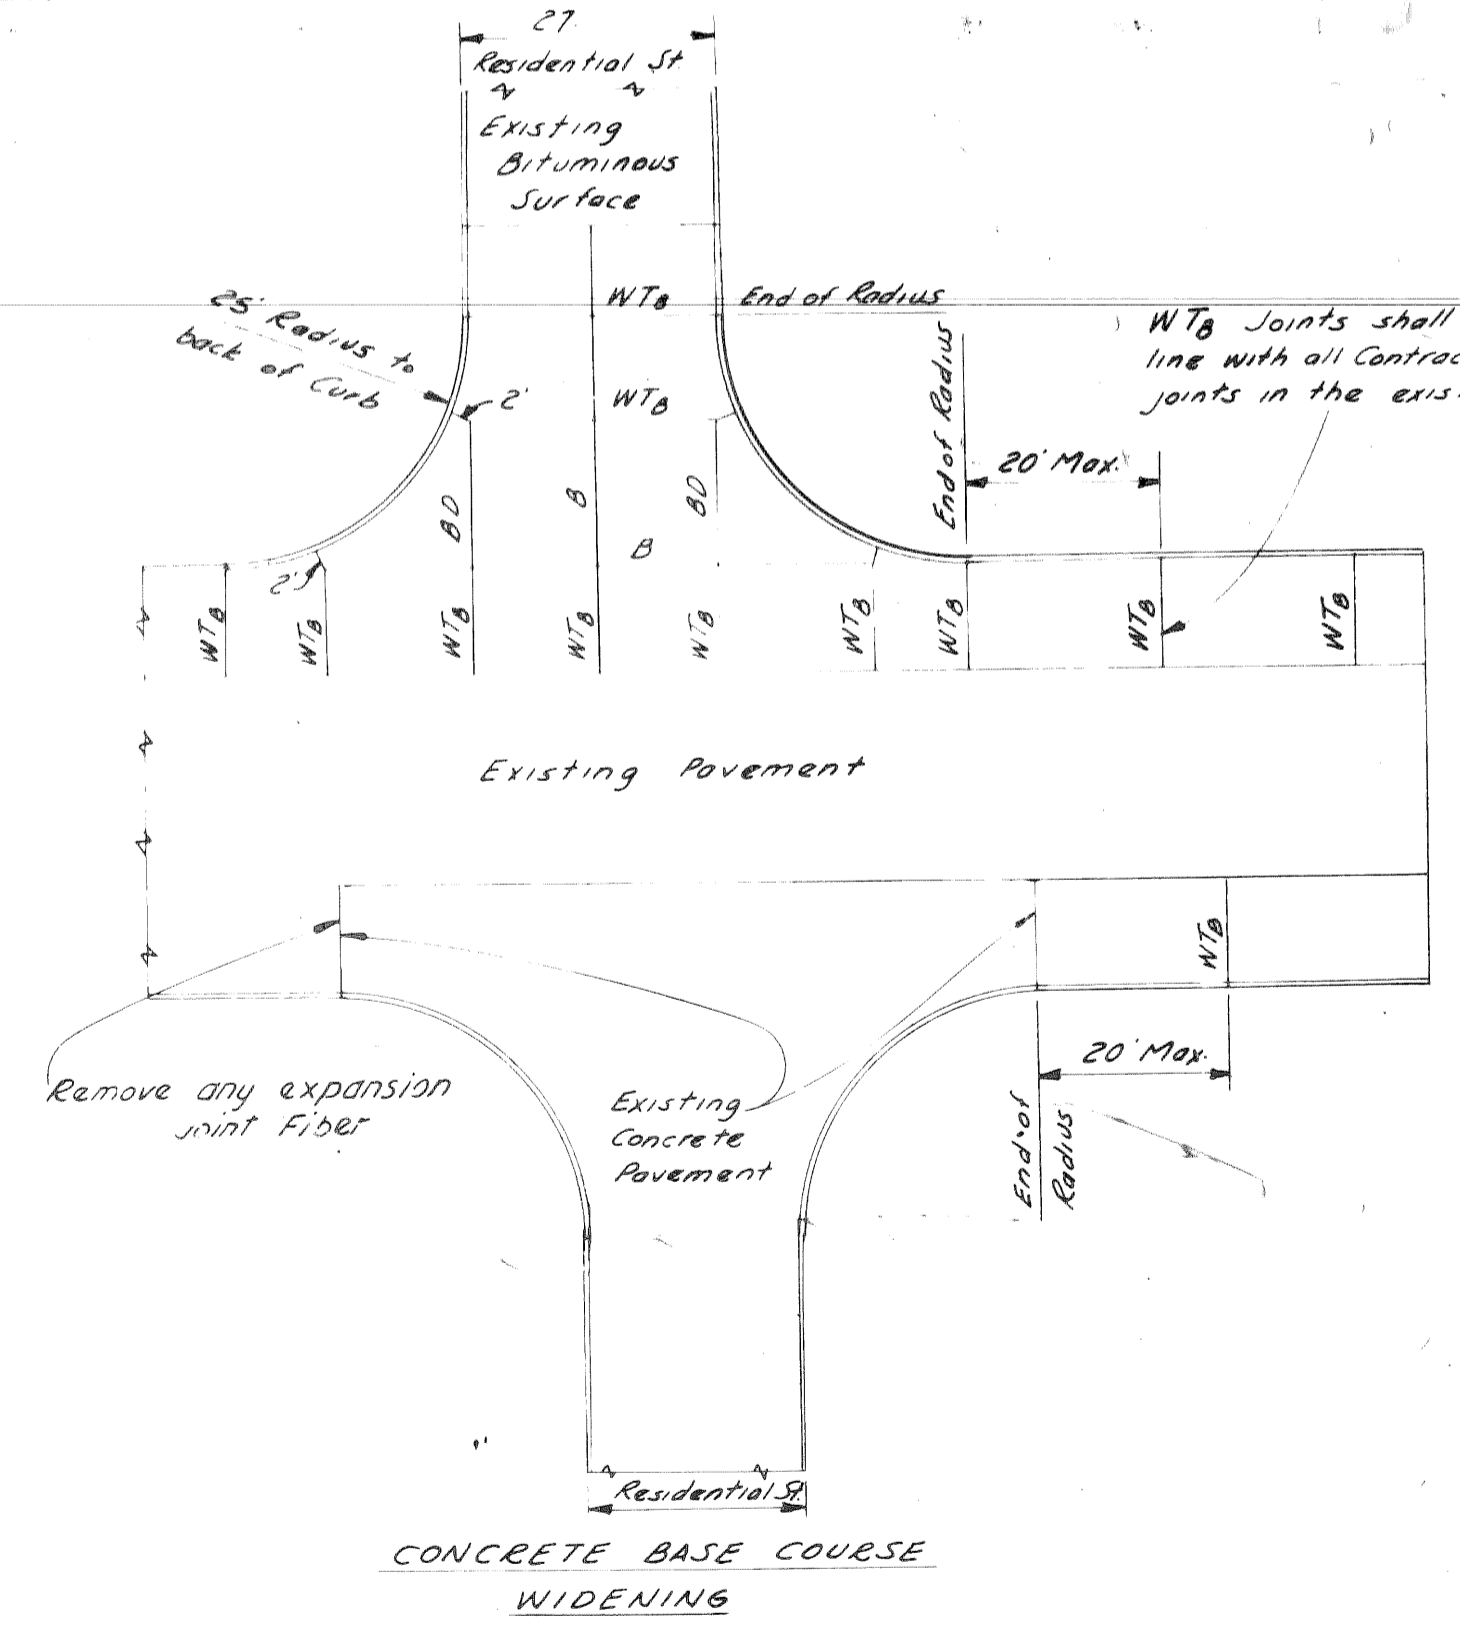 27'
Residential St.
Existing
Bituminous
Surface
25' Radius to
back of Curb
2'
WTB
End of Radius
WTB
End of Radius
WTB Joints shall
line with all Contrac
joints in the exis
20' Max.
BD
B
BD
B
2'
WTB
WTB
WTB
WTB
WTB
WTB
WTB
WTB
WTB
Existing Pavement
WTB
Remove any expansion
joint Fiber
Existing
Concrete
Pavement
20' Max.
End of
Radius
Residential St.
CONCRETE BASE COURSE
WIDENING